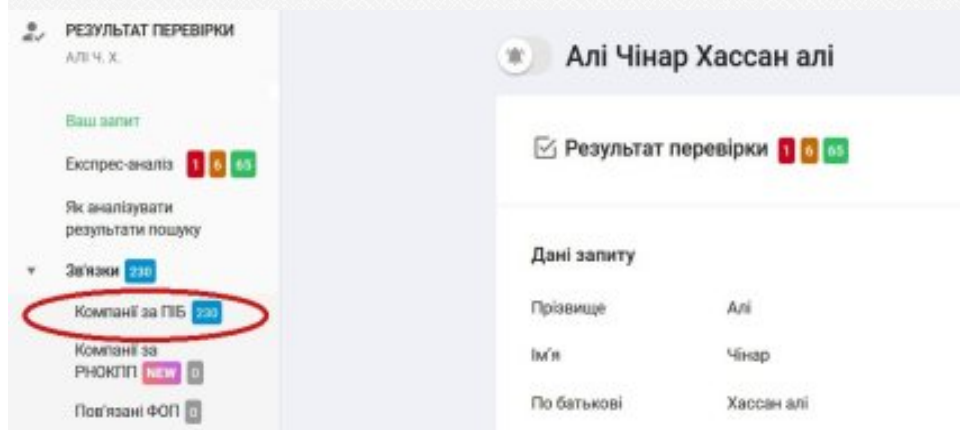 РЕЗУЛЬТАТ ПЕРЕВІРКИ
АЛІ Ч. Х.
Ваш запит
Експрес-аналіз 1 6 65
Як аналізувати
результати пошуку
Зв'язки 230
Компанії за ПІБ 230
Компанії за
РНОКПП NEW 0
Пов'язані ФОП 0
Алі Чінар Хассан алі
Результат перевірки 1 6 65
Дані запиту
Прізвище Алі
Ім'я Чінар
По батькові Хассан алі